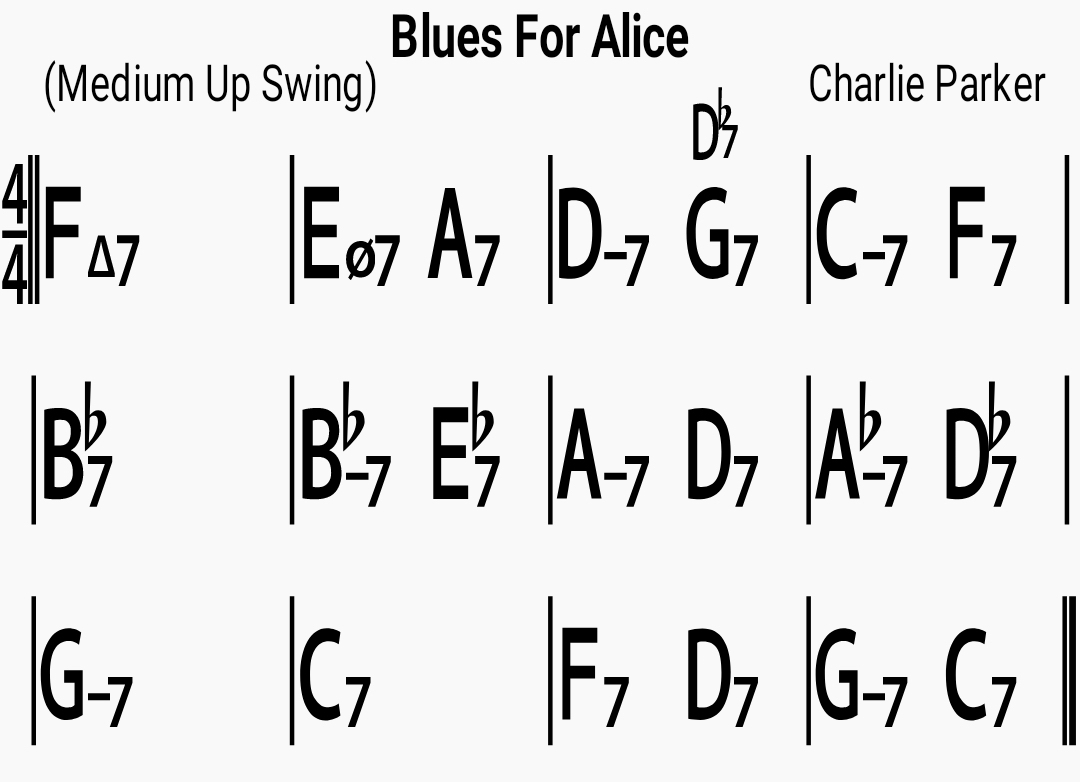 Blues For Alice
(Medium Up Swing) Charlie Parker
D♭7
4/4 FΔ7 Eø7 A7 D-7 G7 C-7 F7
B♭7 B♭-7 E♭7 A-7 D7 A♭-7 D♭7
G-7 C7 F7 D7 G-7 C7